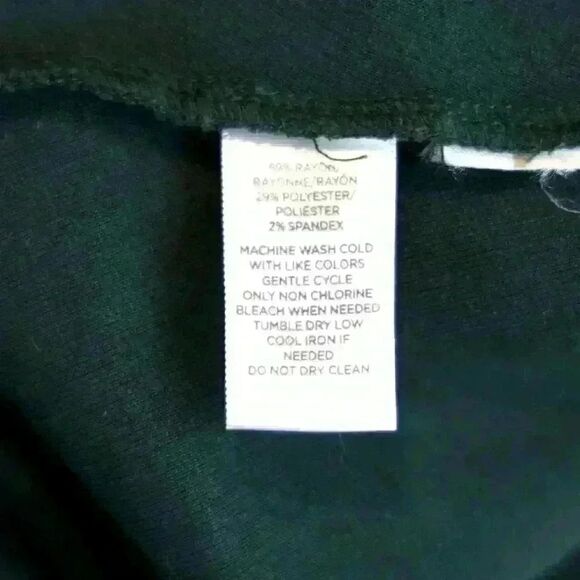 69% RAYON,
RAYONNE, RAYÓN
29% POLYESTER/
POLIÉSTER
2% SPANDEX
MACHINE WASH COLD
WITH LIKE COLORS
GENTLE CYCLE
ONLY NON CHLORINE
BLEACH WHEN NEEDED
TUMBLE DRY LOW
COOL IRON IF
NEEDED
DO NOT DRY CLEAN